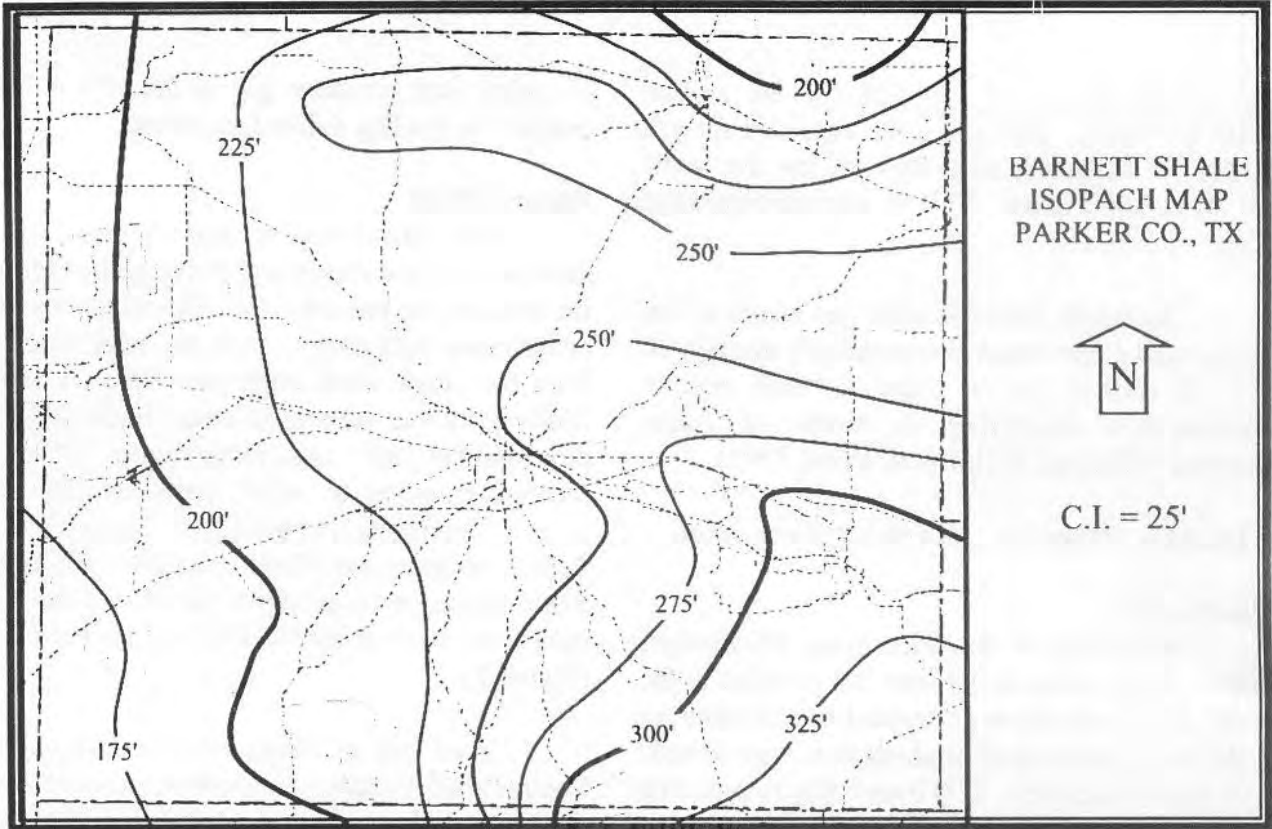 200'
225'
250'
250'
200'
275'
300'
325'
175'
BARNETT SHALE
ISOPACH MAP
PARKER CO., TX
N
C.I. = 25'